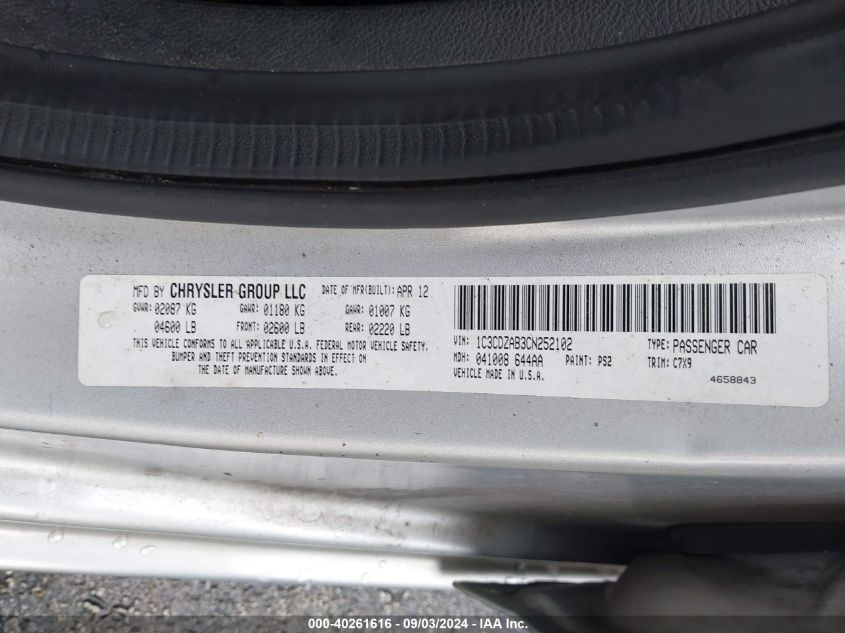 MFD BY CHRYSLER GROUP LLC DATE OF MFR(BUILT): APR 12
GVWR: 02087 KG GAWR: 01180 KG GAWR: 01007 KG
04600 LB FRONT: 02600 LB REAR: 02220 LB
THIS VEHICLE CONFORMS TO ALL APPLICABLE U.S.A. FEDERAL MOTOR VEHICLE SAFETY,
BUMPER AND THEFT PREVENTION STANDARDS IN EFFECT ON
THE DATE OF MANUFACTURE SHOWN ABOVE.
VIN: 1C3CDZAB3CN252102 TYPE: PASSENGER CAR
MDH: 041008 644AA PAINT: PS2 TRIM: C7X9
VEHICLE MADE IN U.S.A. 4658843
000-40261616 - 09/03/2024 - IAA Inc.